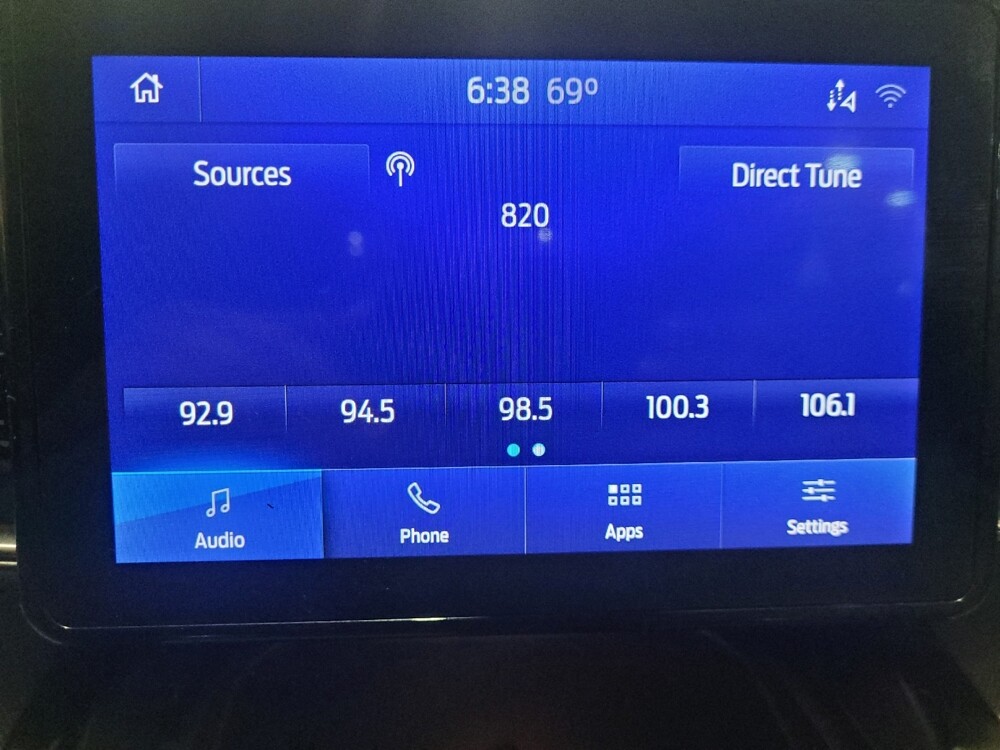 6:38 69º
Sources
Direct Tune
820
92.9 94.5 98.5 100.3 106.1
Audio Phone Apps Settings